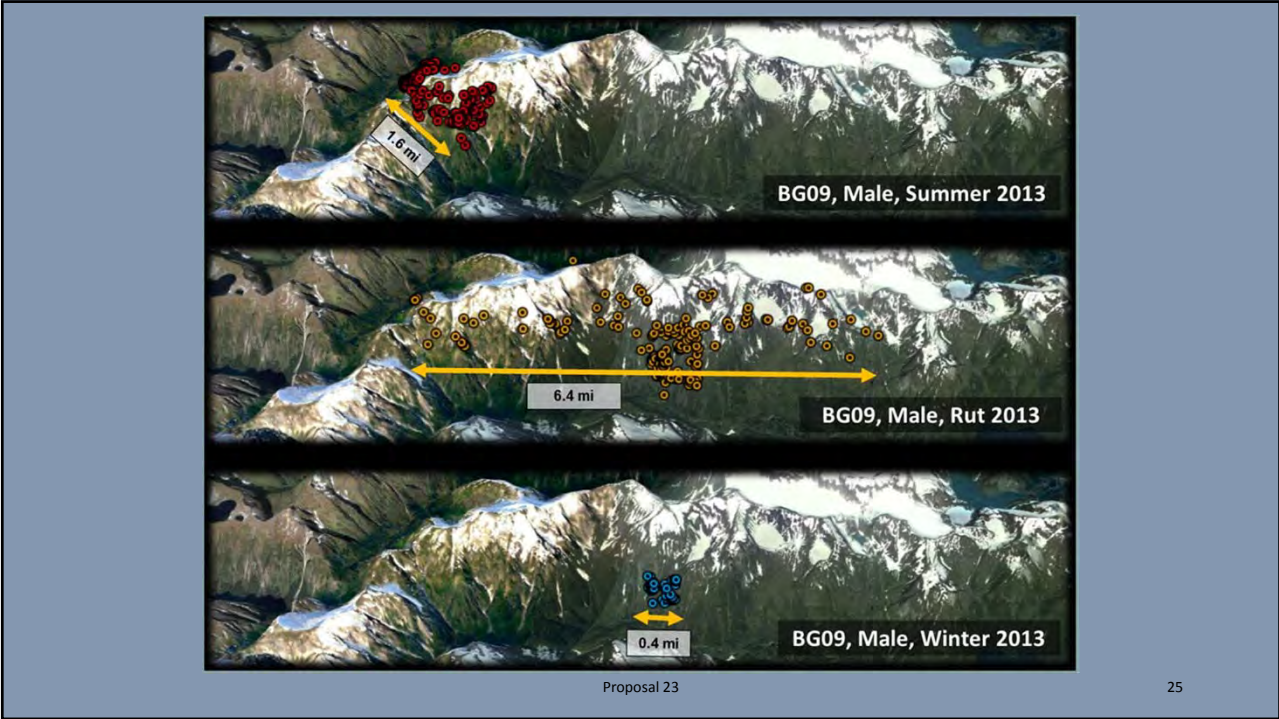 1.6 mi
BG09, Male, Summer 2013
6.4 mi
BG09, Male, Rut 2013
0.4 mi
BG09, Male, Winter 2013
Proposal 23
25